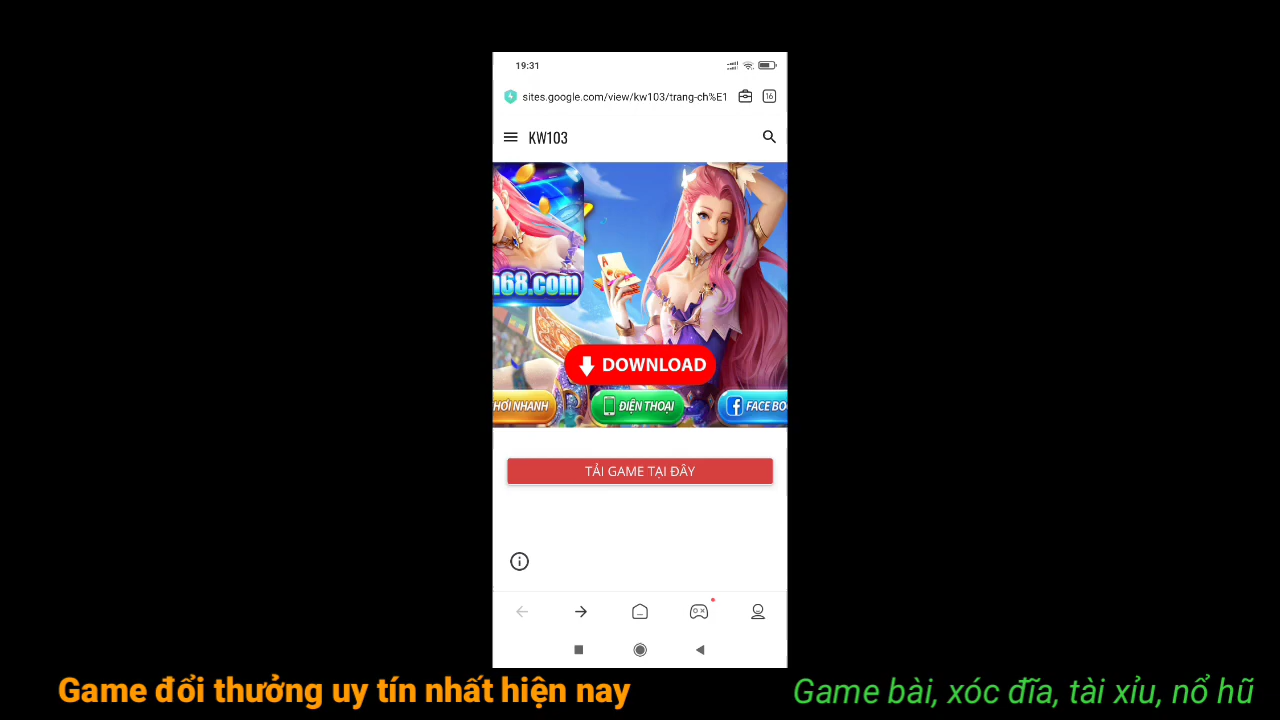 19:31
sites.google.com/view/kw103/trang-ch%E1
16
KW103
A
68.com
DOWNLOAD
HƠI NHANH
ĐIỆN THOẠI
FACE BO
TẢI GAME TẠI ĐÂY
Game đổi thưởng uy tín nhất hiện nay
Game bài, xóc đĩa, tài xỉu, nổ hũ